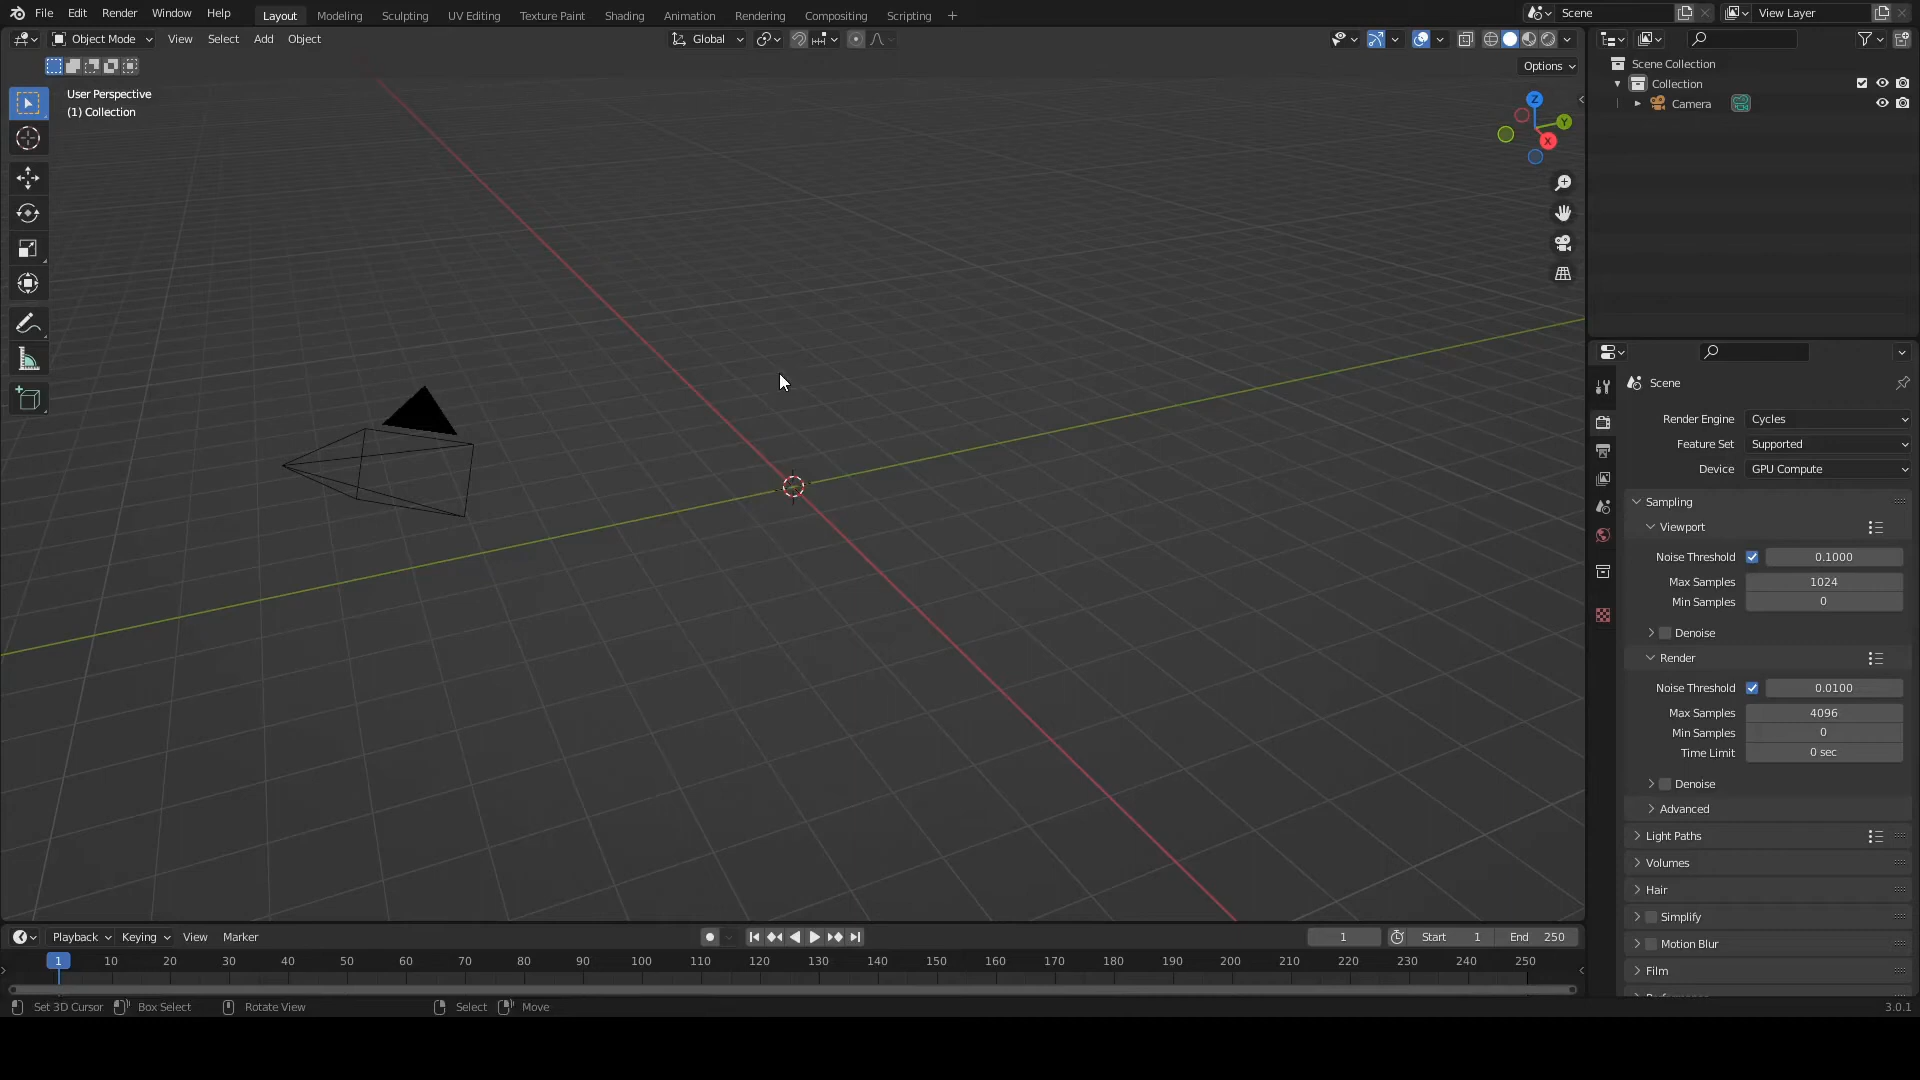 File Edit Render Window Help Layout Modeling Sculpting UV Editing Texture Paint Shading Animation Rendering Compositing Scripting + Scene View Layer
Object Mode View Select Add Object Global
Options
User Perspective
(1) Collection
Z
Y
X
Scene Collection
Collection
Camera
Scene
Render Engine Cycles
Feature Set Supported
Device GPU Compute
Sampling
Viewport
Noise Threshold 0.1000
Max Samples 1024
Min Samples 0
Denoise
Render
Noise Threshold 0.0100
Max Samples 4096
Min Samples 0
Time Limit 0 sec
Denoise
Advanced
Light Paths
Volumes
Hair
Simplify
Motion Blur
Film
Playback Keying View Marker 1 Start 1 End 250
1 10 20 30 40 50 60 70 80 90 100 110 120 130 140 150 160 170 180 190 200 210 220 230 240 250
Set 3D Cursor Box Select Rotate View Select Move 3.0.1